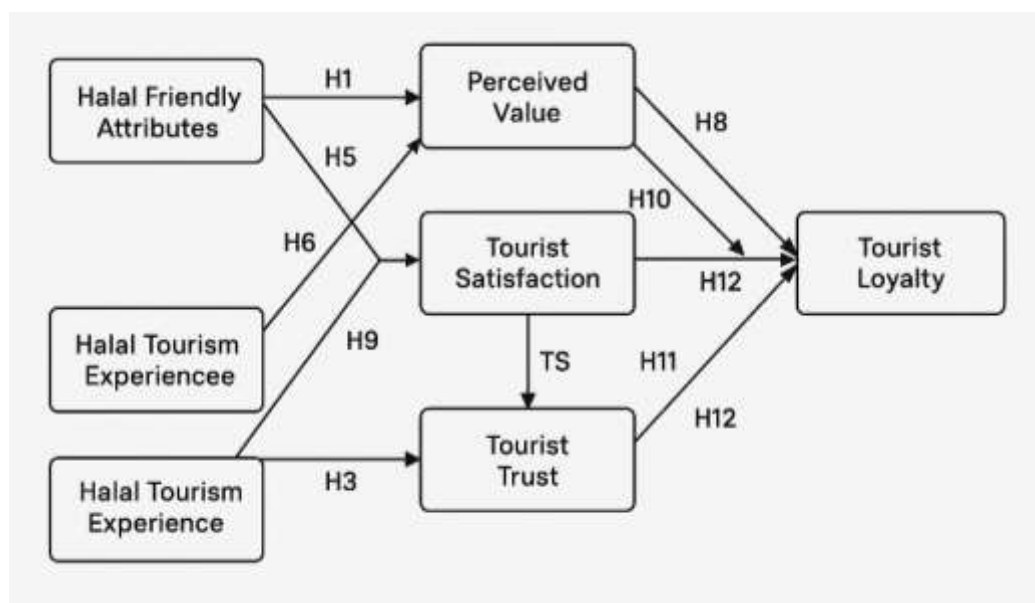 Halal Friendly
Attributes
H1
Perceived
Value
H8
H5
H10
H6
Tourist
Satisfaction
H12
Tourist
Loyalty
Halal Tourism
Experiencee
H9
TS
H11
H12
Halal Tourism
Experience
H3
Tourist
Trust